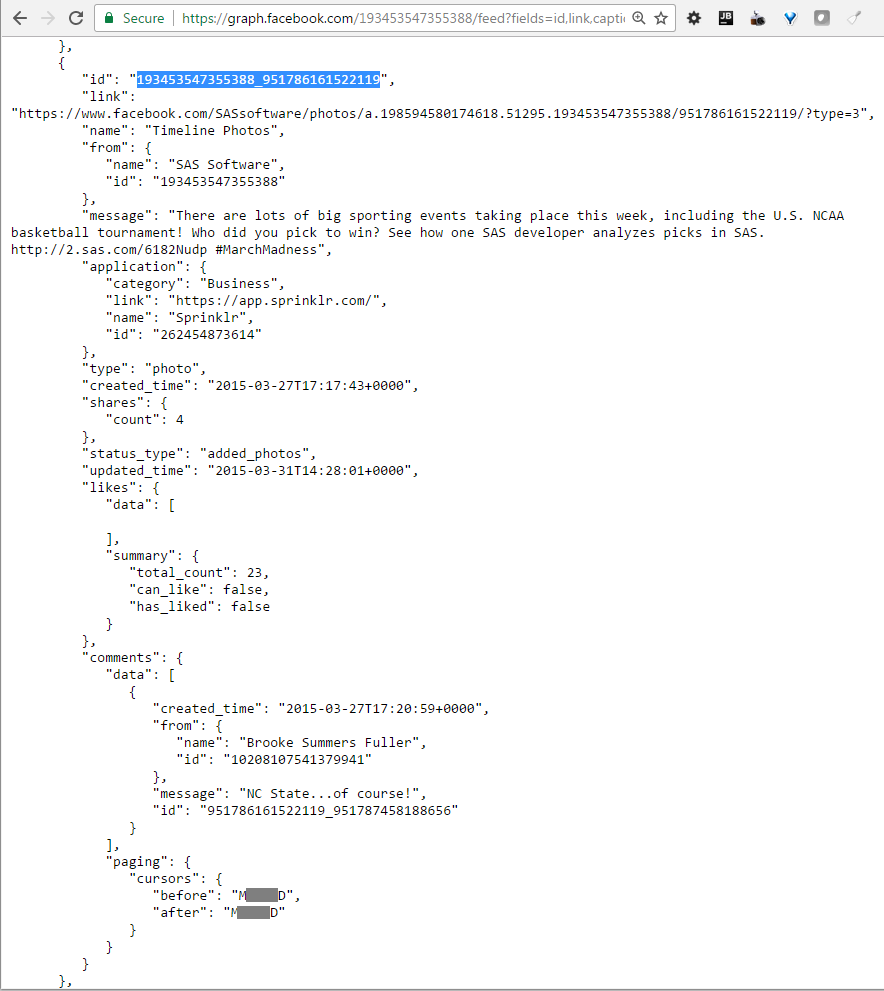 Secure
https://graph.facebook.com/193453547355388/feed?fields=id,link,captic
},
{
"id": "193453547355388_951786161522119",
"link":
"https://www.facebook.com/SASsoftware/photos/a.198594580174618.51295.193453547355388/951786161522119/?type=3",
"name": "Timeline Photos",
"from": {
"name": "SAS Software",
"id": "193453547355388"
},
"message": "There are lots of big sporting events taking place this week, including the U.S. NCAA
basketball tournament! Who did you pick to win? See how one SAS developer analyzes picks in SAS.
http://2.sas.com/6182Nudp #MarchMadness",
"application": {
"category": "Business",
"link": "https://app.sprinklr.com/",
"name": "Sprinklr",
"id": "262454873614"
},
"type": "photo",
"created_time": "2015-03-27T17:17:43+0000",
"shares": {
"count": 4
},
"status_type": "added_photos",
"updated_time": "2015-03-31T14:28:01+0000",
"likes": {
"data": [
],
"summary": {
"total_count": 23,
"can_like": false,
"has_liked": false
}
},
"comments": {
"data": [
{
"created_time": "2015-03-27T17:20:59+0000",
"from": {
"name": "Brooke Summers Fuller",
"id": "10208107541379941"
},
"message": "NC State...of course!",
"id": "951786161522119_951787458188656"
}
],
"paging": {
"cursors": {
"before": "M D",
"after": "M D"
}
}
}
},